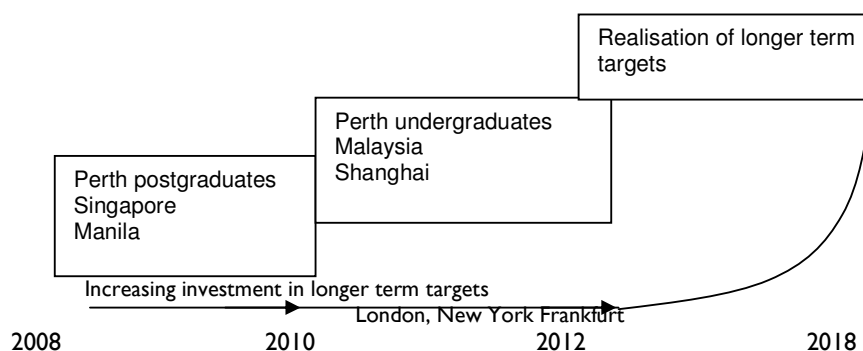 Realisation of longer term
targets
Perth undergraduates
Malaysia
Shanghai
Perth postgraduates
Singapore
Manila
Increasing investment in longer term targets
London, New York Frankfurt
2008 2010 2012 2018